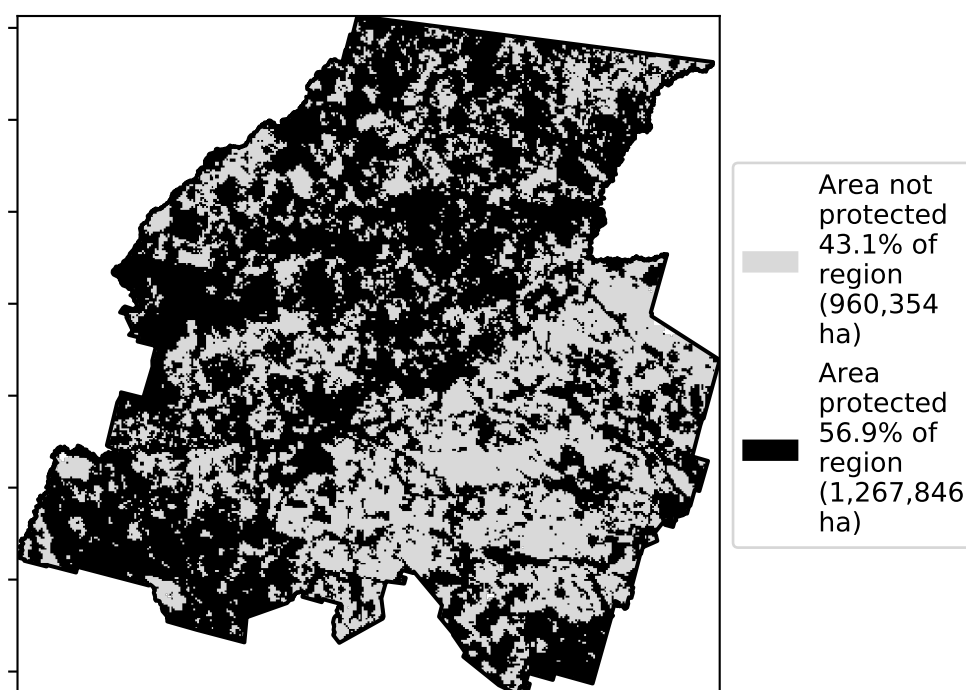 Area not
protected
43.1% of
region
(960,354
ha)
Area
protected
56.9% of
region
(1,267,846
ha)